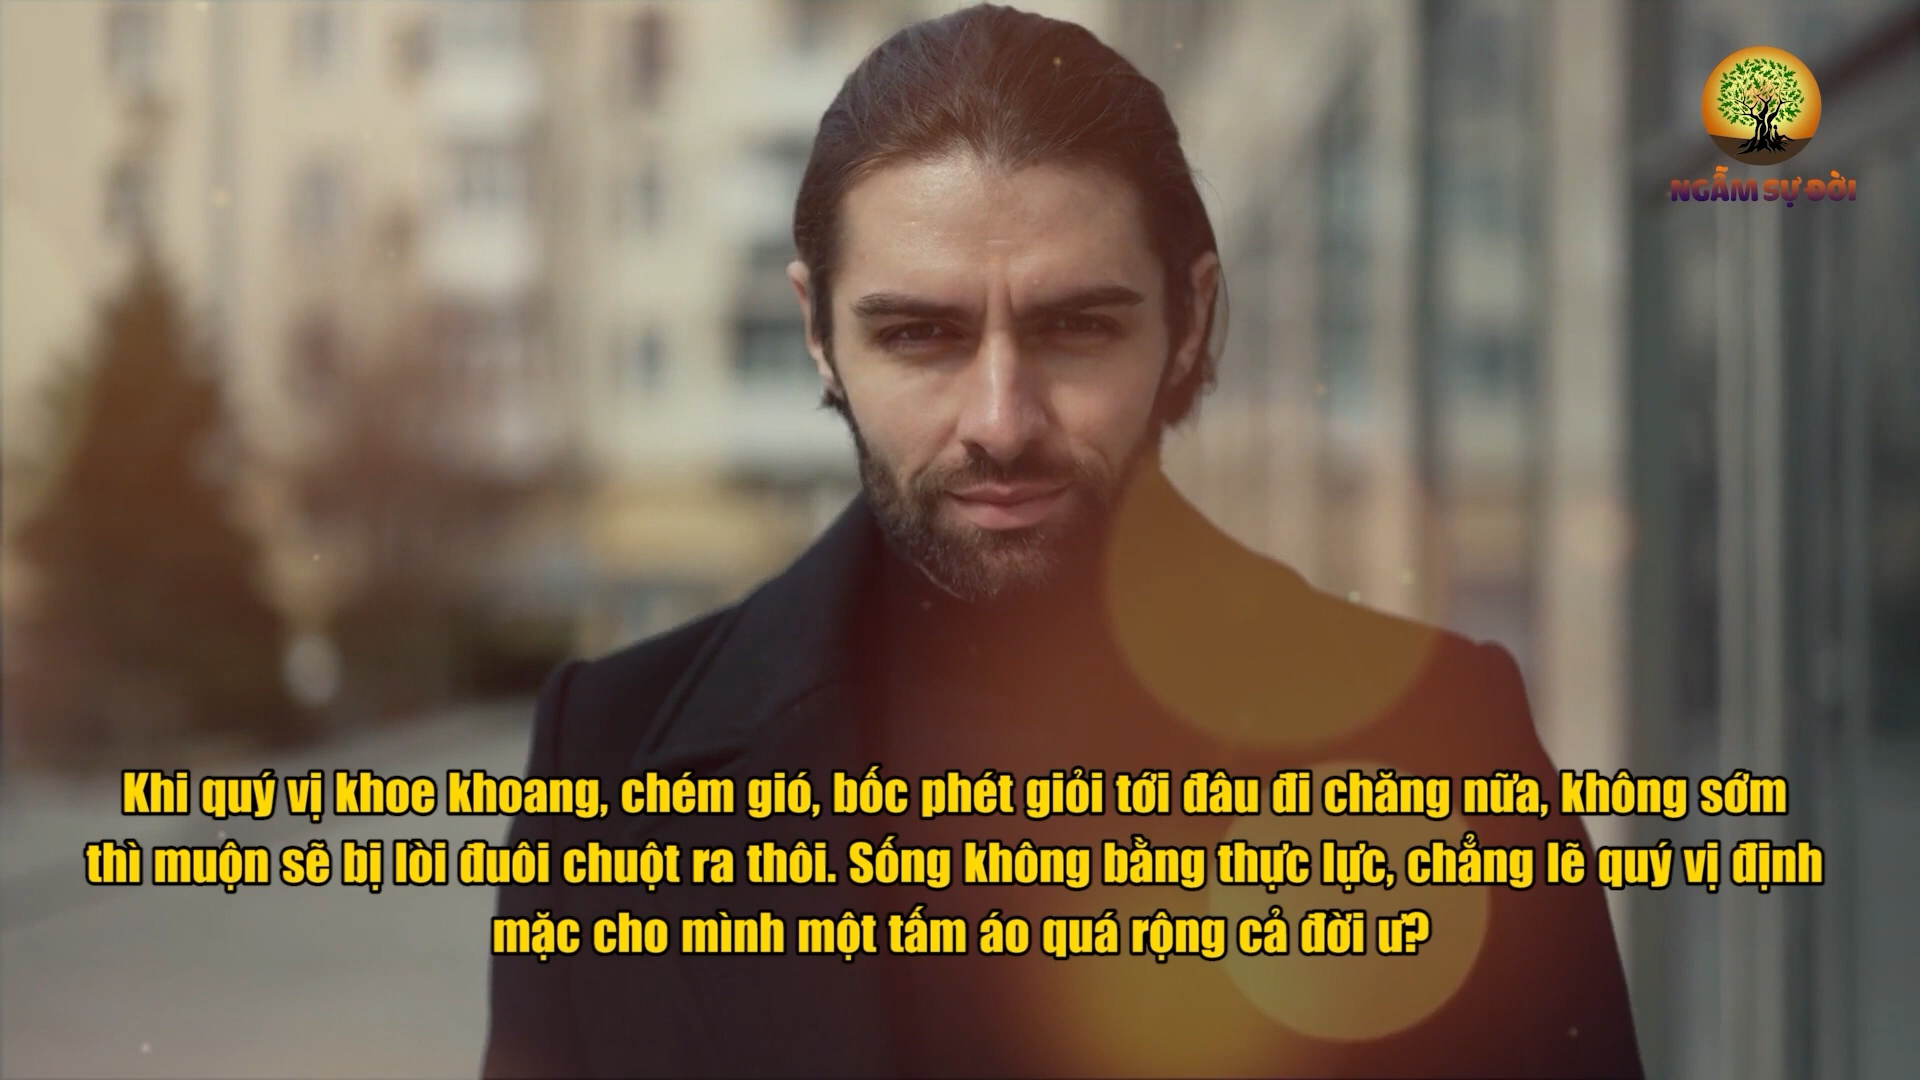 NGẪM SỰ ĐỜI
Khi quý vị khoe khoang, chém gió, bốc phét giỏi tới đâu đi chăng nữa, không sớm
thì muộn sẽ bị lòi đuôi chuột ra thôi. Sống không bằng thực lực, chẳng lẽ quý vị định
mặc cho mình một tấm áo quá rộng cả đời ư?